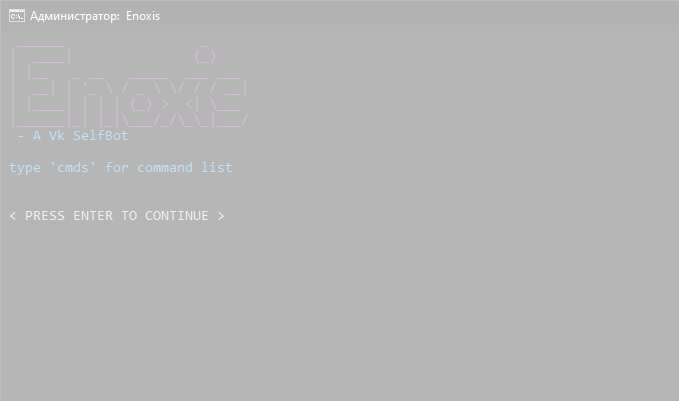 Администратор: Enoxis
Enoxis
- A Vk SelfBot
type 'cmds' for command list
< PRESS ENTER TO CONTINUE >